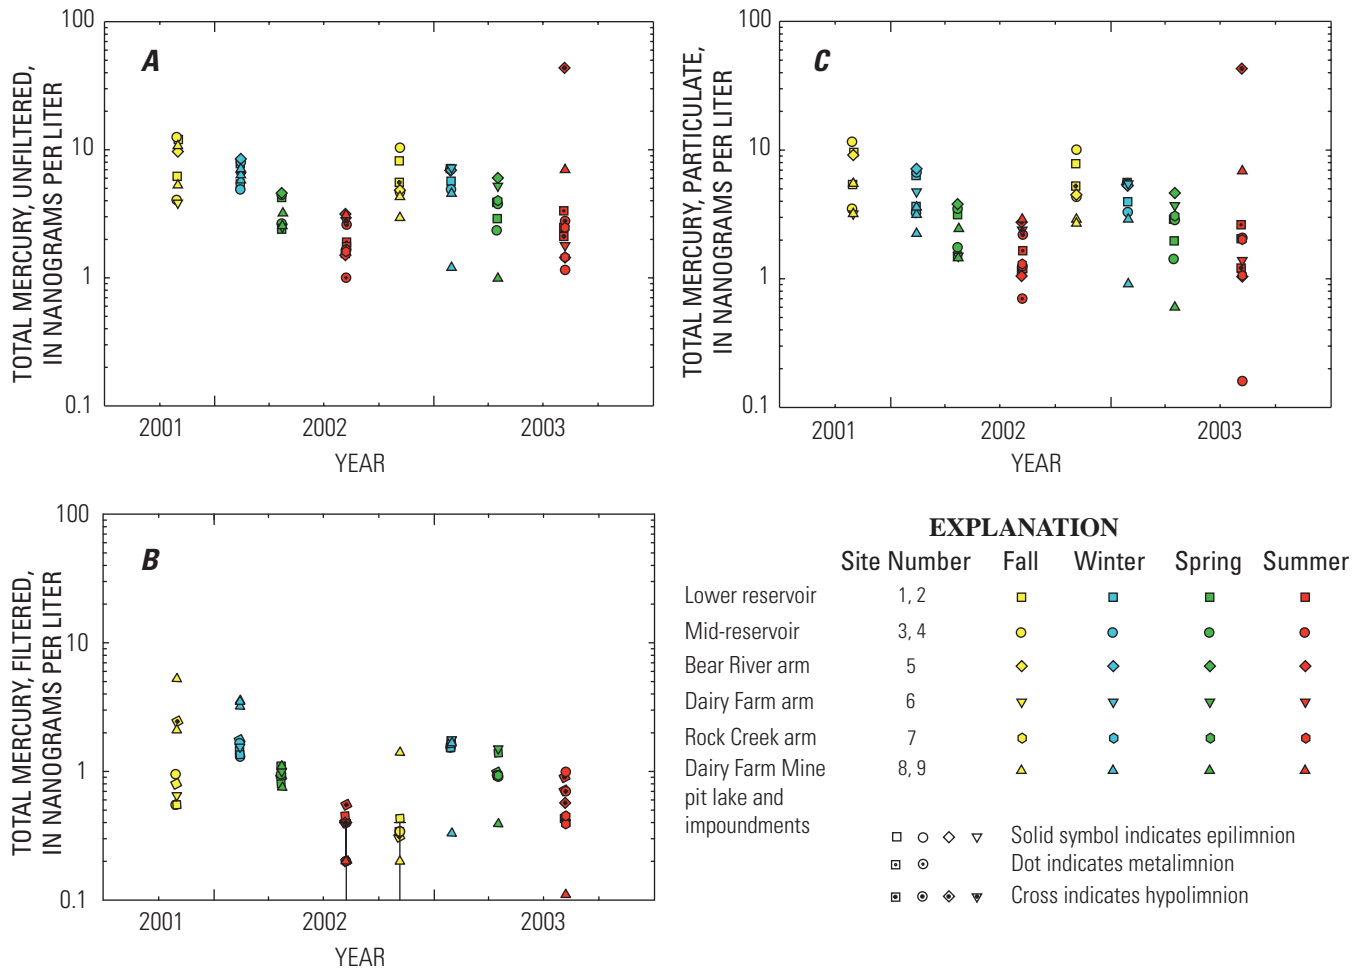 TOTAL MERCURY, UNFILTERED,
IN NANOGRAMS PER LITER
100
10
1
0.1
A
2001
2002
2003
YEAR
TOTAL MERCURY, PARTICULATE,
IN NANOGRAMS PER LITER
100
10
1
0.1
C
2001
2002
2003
YEAR
TOTAL MERCURY, FILTERED,
IN NANOGRAMS PER LITER
100
10
1
0.1
B
2001
2002
2003
YEAR
EXPLANATION
Site Number Fall Winter Spring Summer
Lower reservoir 1, 2
Mid-reservoir 3, 4
Bear River arm 5
Dairy Farm arm 6
Rock Creek arm 7
Dairy Farm Mine 8, 9
pit lake and
impoundments
Solid symbol indicates epilimnion
Dot indicates metalimnion
Cross indicates hypolimnion